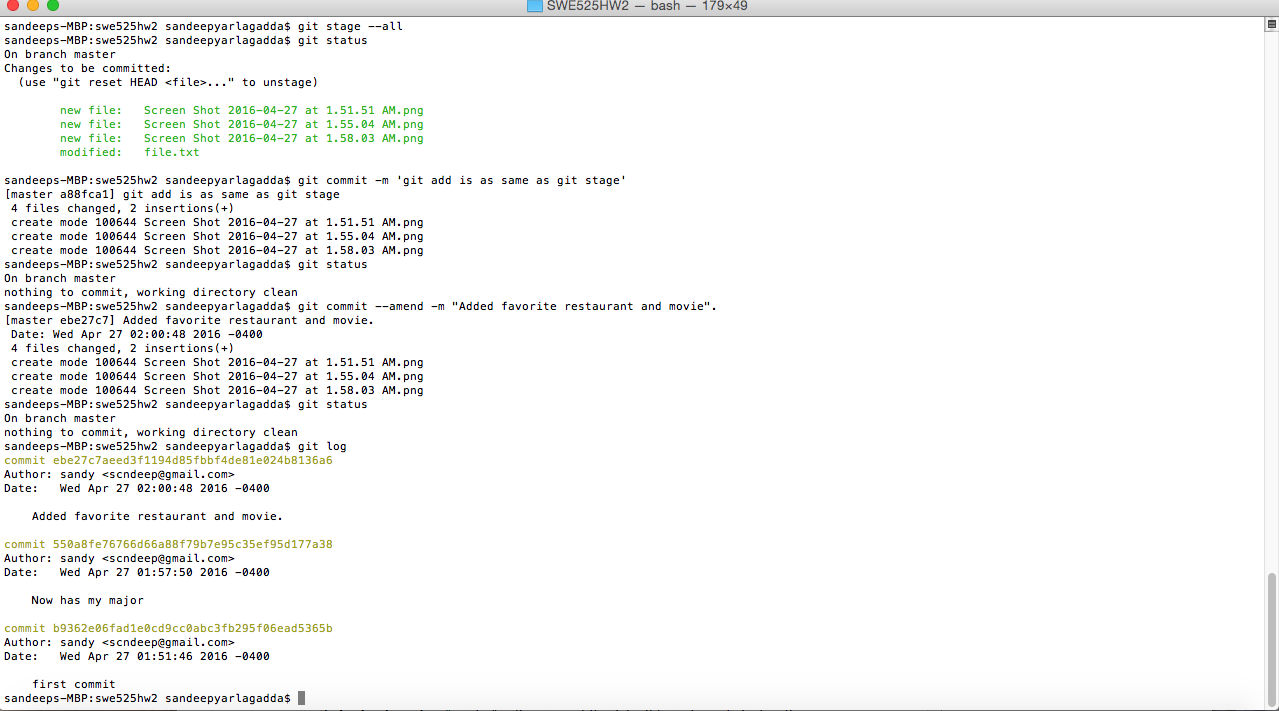 SWE525HW2 — bash — 179×49
sandeeps-MBP:swe525hw2 sandeepyarlagadda$ git stage --all
sandeeps-MBP:swe525hw2 sandeepyarlagadda$ git status
On branch master
Changes to be committed:
  (use "git reset HEAD <file>..." to unstage)

        new file:   Screen Shot 2016-04-27 at 1.51.51 AM.png
        new file:   Screen Shot 2016-04-27 at 1.55.04 AM.png
        new file:   Screen Shot 2016-04-27 at 1.58.03 AM.png
        modified:   file.txt

sandeeps-MBP:swe525hw2 sandeepyarlagadda$ git commit -m 'git add is as same as git stage'
[master a88fca1] git add is as same as git stage
 4 files changed, 2 insertions(+)
 create mode 100644 Screen Shot 2016-04-27 at 1.51.51 AM.png
 create mode 100644 Screen Shot 2016-04-27 at 1.55.04 AM.png
 create mode 100644 Screen Shot 2016-04-27 at 1.58.03 AM.png
sandeeps-MBP:swe525hw2 sandeepyarlagadda$ git status
On branch master
nothing to commit, working directory clean
sandeeps-MBP:swe525hw2 sandeepyarlagadda$ git commit --amend -m "Added favorite restaurant and movie".
[master ebe27c7] Added favorite restaurant and movie.
 Date: Wed Apr 27 02:00:48 2016 -0400
 4 files changed, 2 insertions(+)
 create mode 100644 Screen Shot 2016-04-27 at 1.51.51 AM.png
 create mode 100644 Screen Shot 2016-04-27 at 1.55.04 AM.png
 create mode 100644 Screen Shot 2016-04-27 at 1.58.03 AM.png
sandeeps-MBP:swe525hw2 sandeepyarlagadda$ git status
On branch master
nothing to commit, working directory clean
sandeeps-MBP:swe525hw2 sandeepyarlagadda$ git log
commit ebe27c7aeed3f1194d85fbbf4de81e024b8136a6
Author: sandy <scndeep@gmail.com>
Date:   Wed Apr 27 02:00:48 2016 -0400

    Added favorite restaurant and movie.

commit 550a8fe76766d66a88f79b7e95c35ef95d177a38
Author: sandy <scndeep@gmail.com>
Date:   Wed Apr 27 01:57:50 2016 -0400

    Now has my major

commit b9362e06fad1e0cd9cc0abc3fb295f06ead5365b
Author: sandy <scndeep@gmail.com>
Date:   Wed Apr 27 01:51:46 2016 -0400

    first commit
sandeeps-MBP:swe525hw2 sandeepyarlagadda$